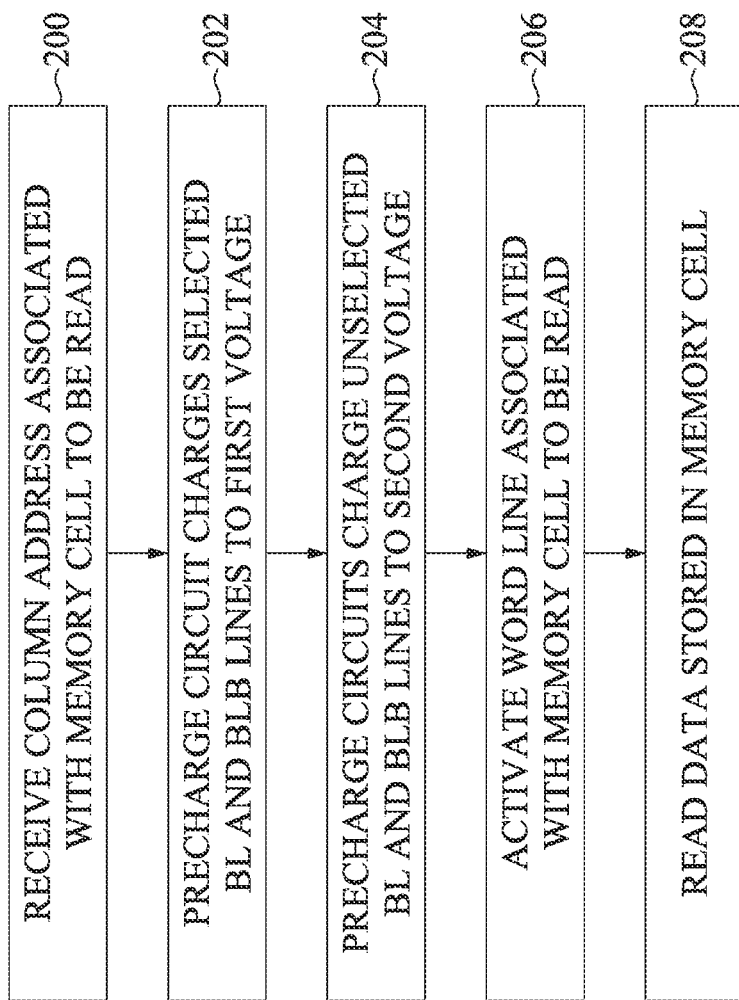 RECEIVE COLUMN ADDRESS ASSOCIATED
WITH MEMORY CELL TO BE READ
200
PRECHARGE CIRCUIT CHARGES SELECTED
BL AND BLB LINES TO FIRST VOLTAGE
202
PRECHARGE CIRCUITS CHARGE UNSELECTED
BL AND BLB LINES TO SECOND VOLTAGE
204
ACTIVATE WORD LINE ASSOCIATED
WITH MEMORY CELL TO BE READ
206
READ DATA STORED IN MEMORY CELL
208